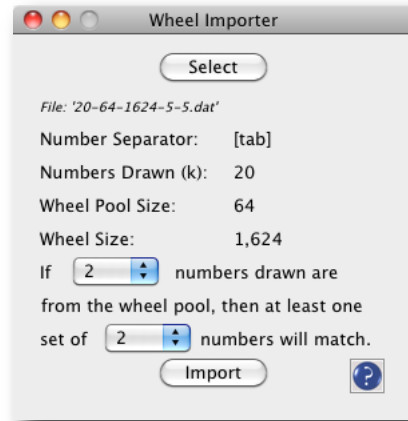 Wheel Importer
Select
File: '20-64-1624-5-5.dat'
Number Separator: [tab]
Numbers Drawn (k): 20
Wheel Pool Size: 64
Wheel Size: 1,624
If 2 numbers drawn are
from the wheel pool, then at least one
set of 2 numbers will match.
Import
?